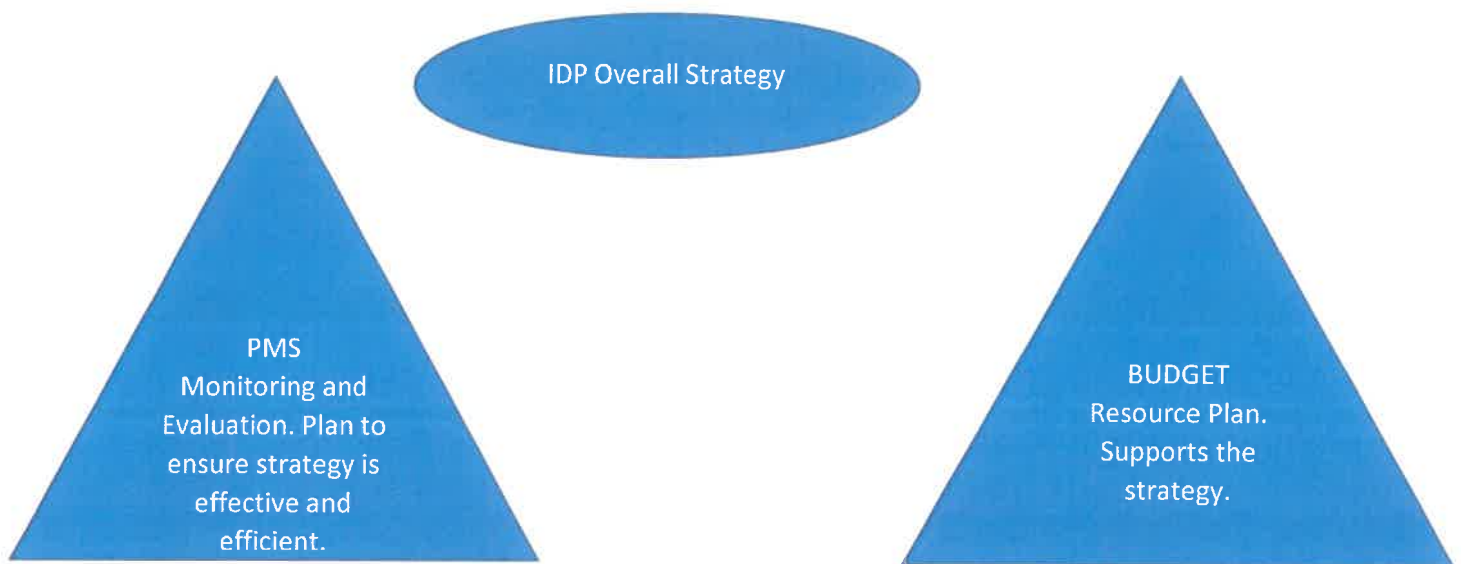 IDP Overall Strategy
PMS
Monitoring and
Evaluation. Plan to
ensure strategy is
effective and
efficient.
BUDGET
Resource Plan.
Supports the
strategy.